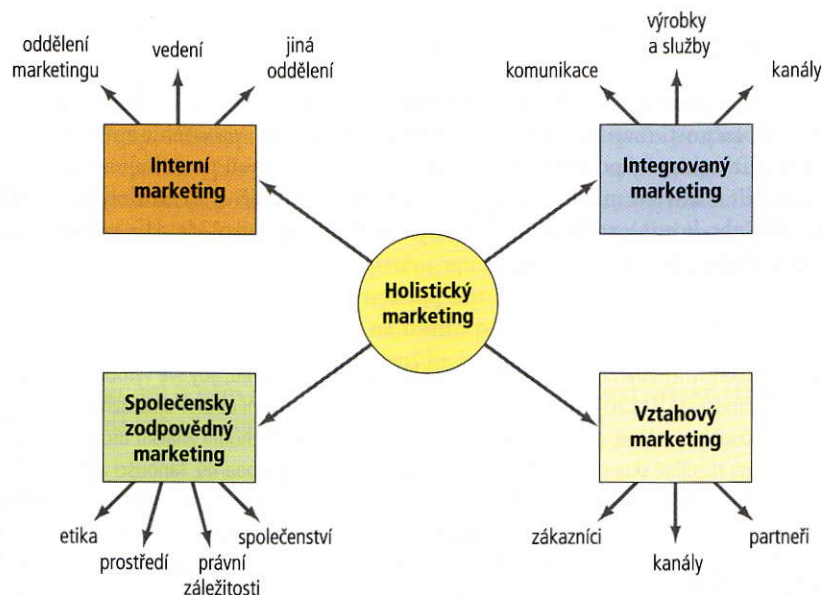 oddělení
marketingu
vedení
jiná
oddělení
Interní
marketing
komunikace
výrobky
a služby
kanály
Integrovaný
marketing
Holistický
marketing
Společensky
zodpovědný
marketing
etika
prostředí
právní
záležitosti
společenství
Vztahový
marketing
zákazníci
kanály
partneři